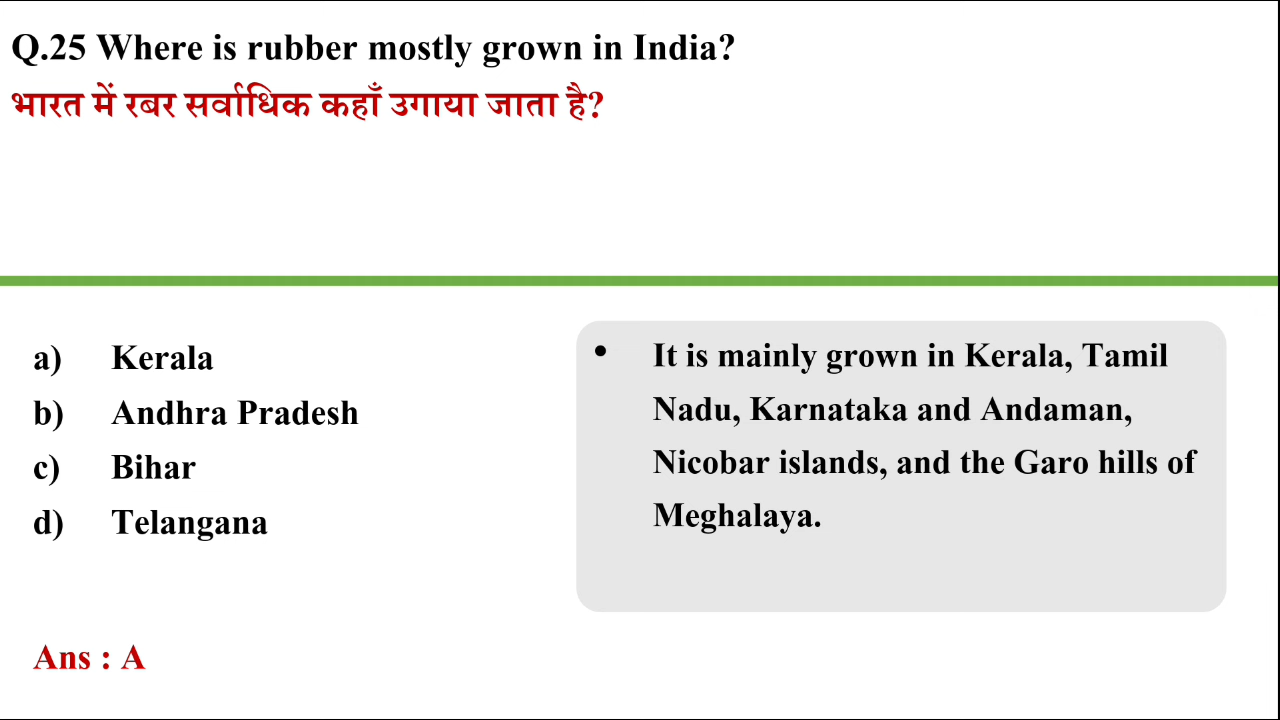 Q.25 Where is rubber mostly grown in India?
भारत में रबर सर्वाधिक कहाँ उगाया जाता है?
a) Kerala
b) Andhra Pradesh
c) Bihar
d) Telangana
• It is mainly grown in Kerala, Tamil
Nadu, Karnataka and Andaman,
Nicobar islands, and the Garo hills of
Meghalaya.
Ans : A